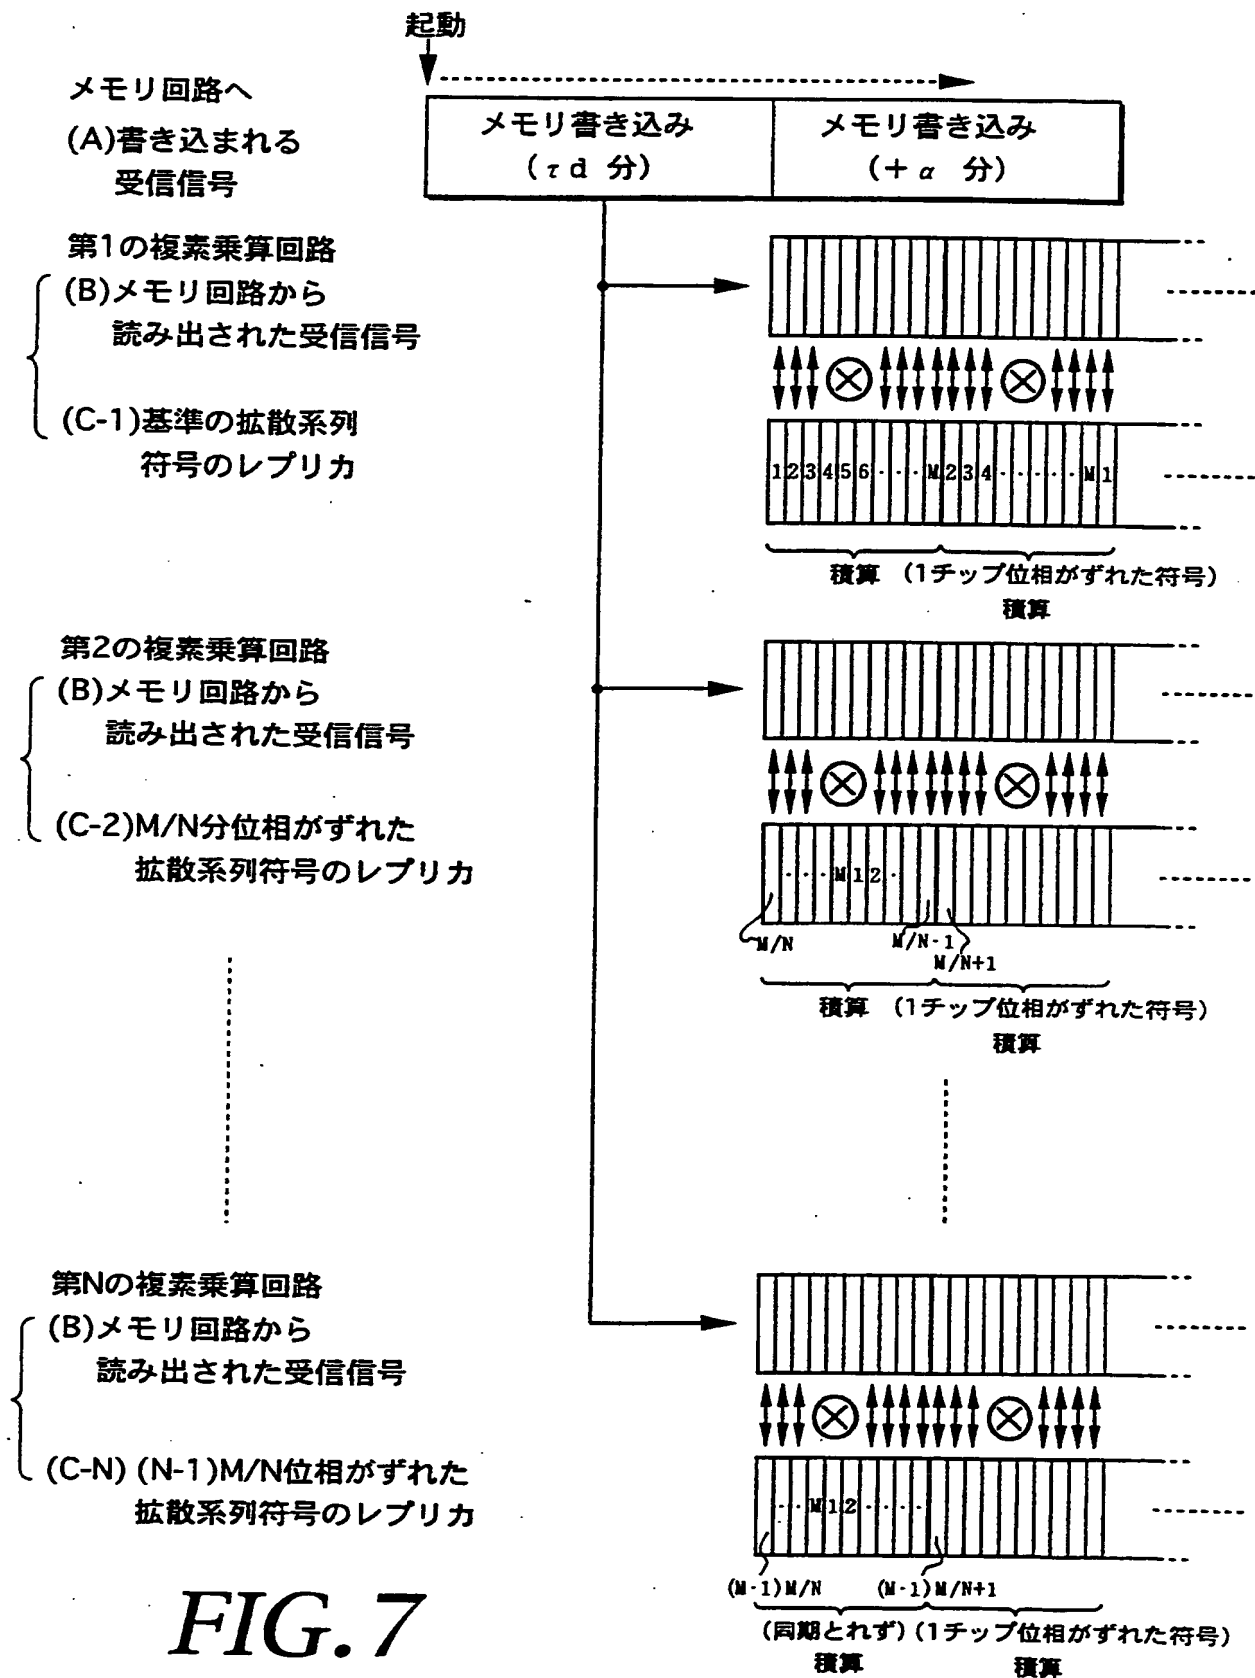 起動
メモリ回路へ
(A)書き込まれる
受信信号
メモリ書き込み
(τd 分)
メモリ書き込み
(+α 分)
第1の複素乗算回路
(B)メモリ回路から
読み出された受信信号
(C-1)基準の拡散系列
符号のレプリカ
1 2 3 4 5 6 · · · M 2 3 4 · · · · · M 1
積算 (1チップ位相がずれた符号)
積算
第2の複素乗算回路
(B)メモリ回路から
読み出された受信信号
(C-2)M/N分位相がずれた
拡散系列符号のレプリカ
· · · M 1 2 ·
M/N M/N-1
M/N+1
積算 (1チップ位相がずれた符号)
積算
第Nの複素乗算回路
(B)メモリ回路から
読み出された受信信号
(C-N) (N-1)M/N位相がずれた
拡散系列符号のレプリカ
· · M 1 2 · · · ·
(M-1)M/N (M-1)M/N+1
(同期とれず) (1チップ位相がずれた符号)
積算 積算
FIG. 7